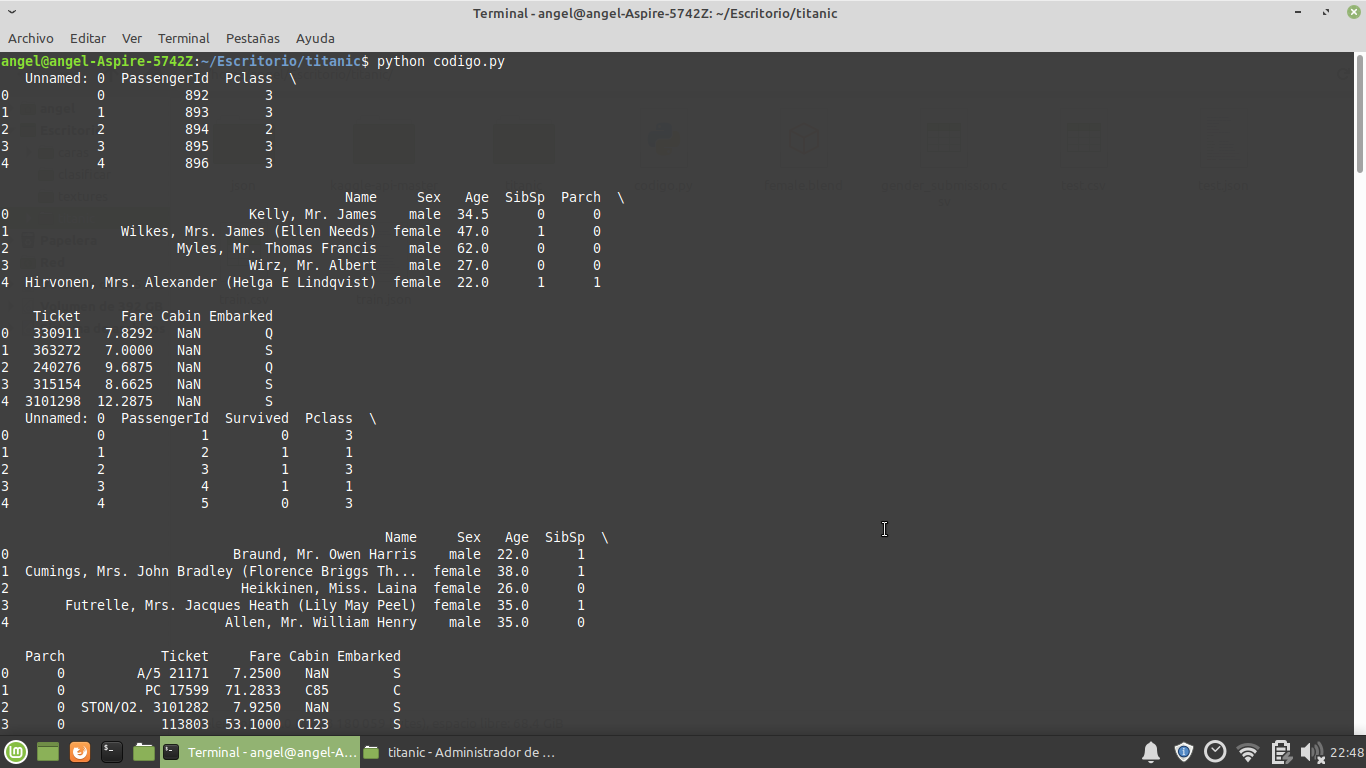 Terminal - angel@angel-Aspire-5742Z: ~/Escritorio/titanic
Archivo Editar Ver Terminal Pestañas Ayuda
angel@angel-Aspire-5742Z:~/Escritorio/titanic$ python codigo.py
Unnamed: 0 PassengerId Pclass \
0 0 892 3
1 1 893 3
2 2 894 2
3 3 895 3
4 4 896 3
Name Sex Age SibSp Parch \
0 Kelly, Mr. James male 34.5 0 0
1 Wilkes, Mrs. James (Ellen Needs) female 47.0 1 0
2 Myles, Mr. Thomas Francis male 62.0 0 0
3 Wirz, Mr. Albert male 27.0 0 0
4 Hirvonen, Mrs. Alexander (Helga E Lindqvist) female 22.0 1 1
Ticket Fare Cabin Embarked
0 330911 7.8292 NaN Q
1 363272 7.0000 NaN S
2 240276 9.6875 NaN Q
3 315154 8.6625 NaN S
4 3101298 12.2875 NaN S
Unnamed: 0 PassengerId Survived Pclass \
0 0 1 0 3
1 1 2 1 1
2 2 3 1 3
3 3 4 1 1
4 4 5 0 3
Name Sex Age SibSp \
0 Braund, Mr. Owen Harris male 22.0 1
1 Cumings, Mrs. John Bradley (Florence Briggs Th... female 38.0 1
2 Heikkinen, Miss. Laina female 26.0 0
3 Futrelle, Mrs. Jacques Heath (Lily May Peel) female 35.0 1
4 Allen, Mr. William Henry male 35.0 0
Parch Ticket Fare Cabin Embarked
0 0 A/5 21171 7.2500 NaN S
1 0 PC 17599 71.2833 C85 C
2 0 STON/O2. 3101282 7.9250 NaN S
3 0 113803 53.1000 C123 S
Terminal - angel@angel-A... titanic - Administrador de ... 22:48